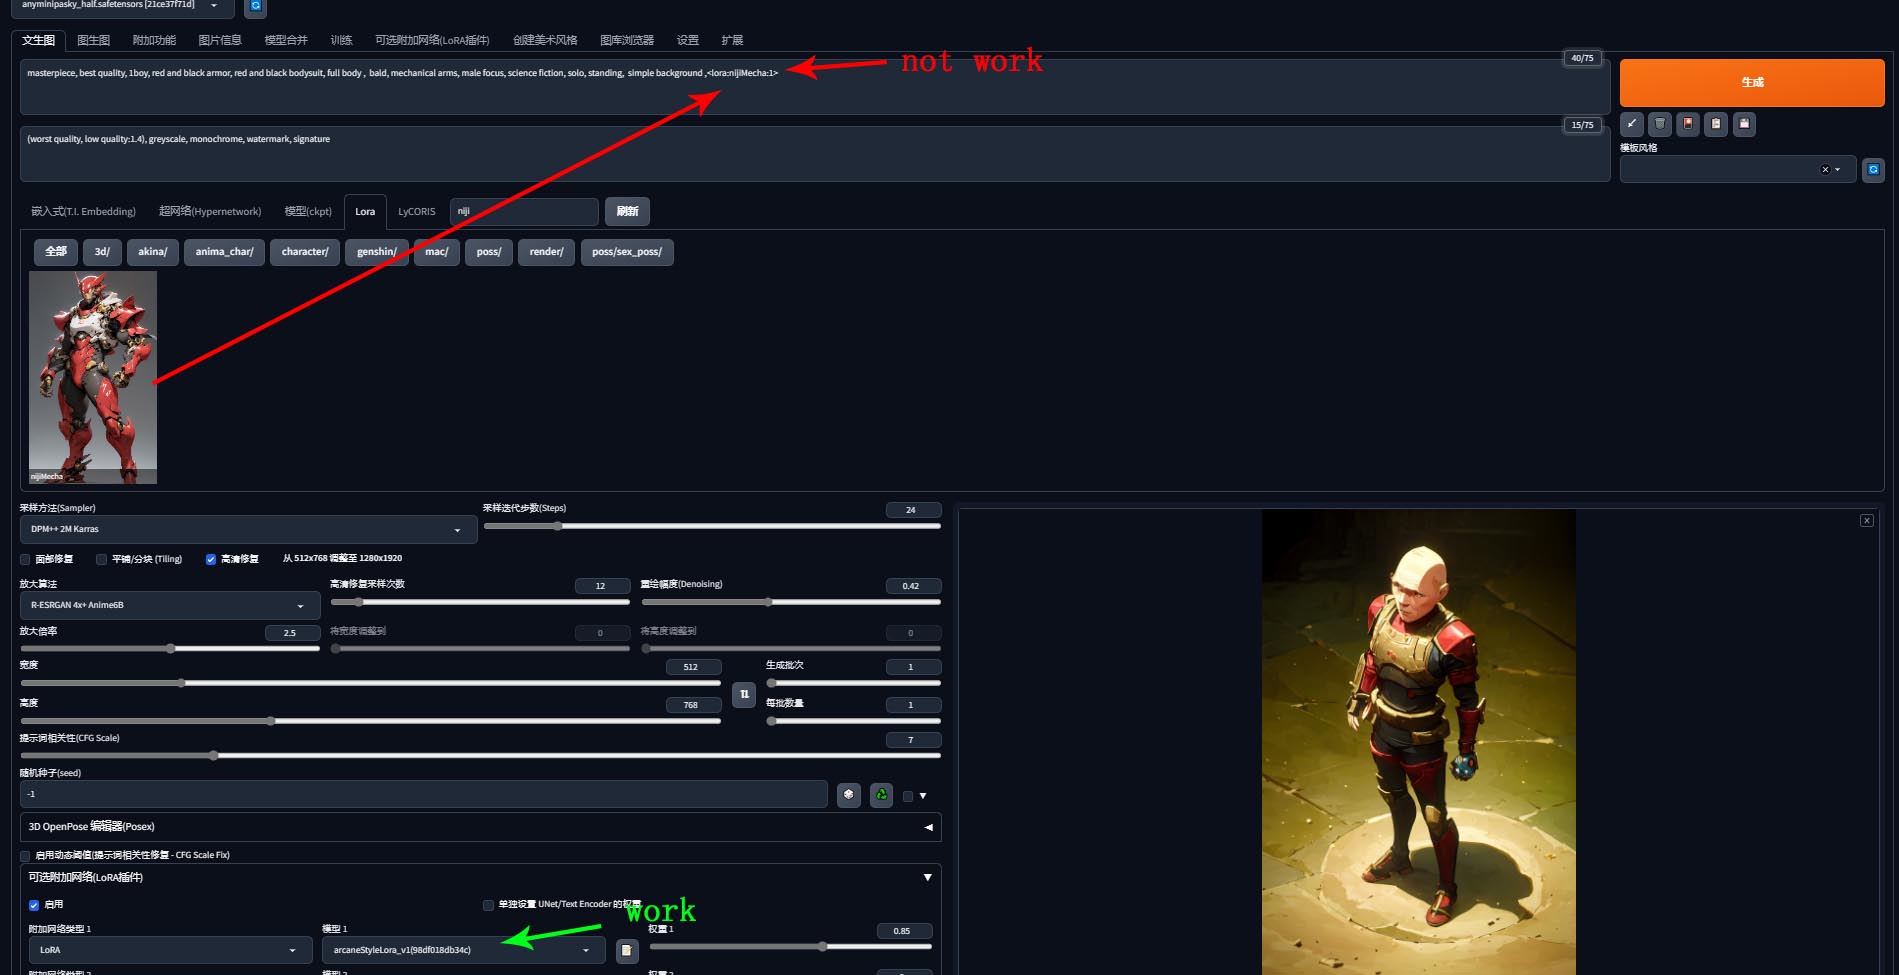 anyminipasky_half.safetensors [21ce37f71d]
文生图 图生图 附加功能 图片信息 模型合并 训练 可选附加网络(LoRA插件) 创建美术风格 图库浏览器 设置 扩展
not work
40/75
masterpiece, best quality, 1boy, red and black armor, red and black bodysuit, full body , bald, mechanical arms, male focus, science fiction, solo, standing, simple background ,<lora:nijiMecha:1>
生成
15/75
(worst quality, low quality:1.4), greyscale, monochrome, watermark, signature
模板风格
嵌入式(T.I. Embedding) 超网络(Hypernetwork) 模型(ckpt) Lora LyCORIS niji 刷新
全部 3d/ akina/ anima_char/ character/ genshin/ mac/ poss/ render/ poss/sex_poss/
nijiMecha
采样方法(Sampler)
DPM++ 2M Karras
采样迭代步数(Steps) 24
面部修复 平铺/分块 (Tiling) 高清修复 从 512x768 调整至 1280x1920
放大算法
R-ESRGAN 4x+ Anime6B
高清修复采样次数 12
重绘幅度(Denoising) 0.42
放大倍率 2.5
将宽度调整到 0
将高度调整到 0
宽度 512
生成批次 1
高度 768
每批数量 1
提示词相关性(CFG Scale) 7
随机种子(seed)
-1
3D OpenPose 编辑器(Posex)
启用动态阈值(提示词相关性修复 - CFG Scale Fix)
可选附加网络(LoRA插件)
启用 单独设置 UNet/Text Encoder 的权重
work
附加网络类型 1
LoRA
模型 1
arcaneStyleLora_v1(98df018db34c)
权重 1 0.85